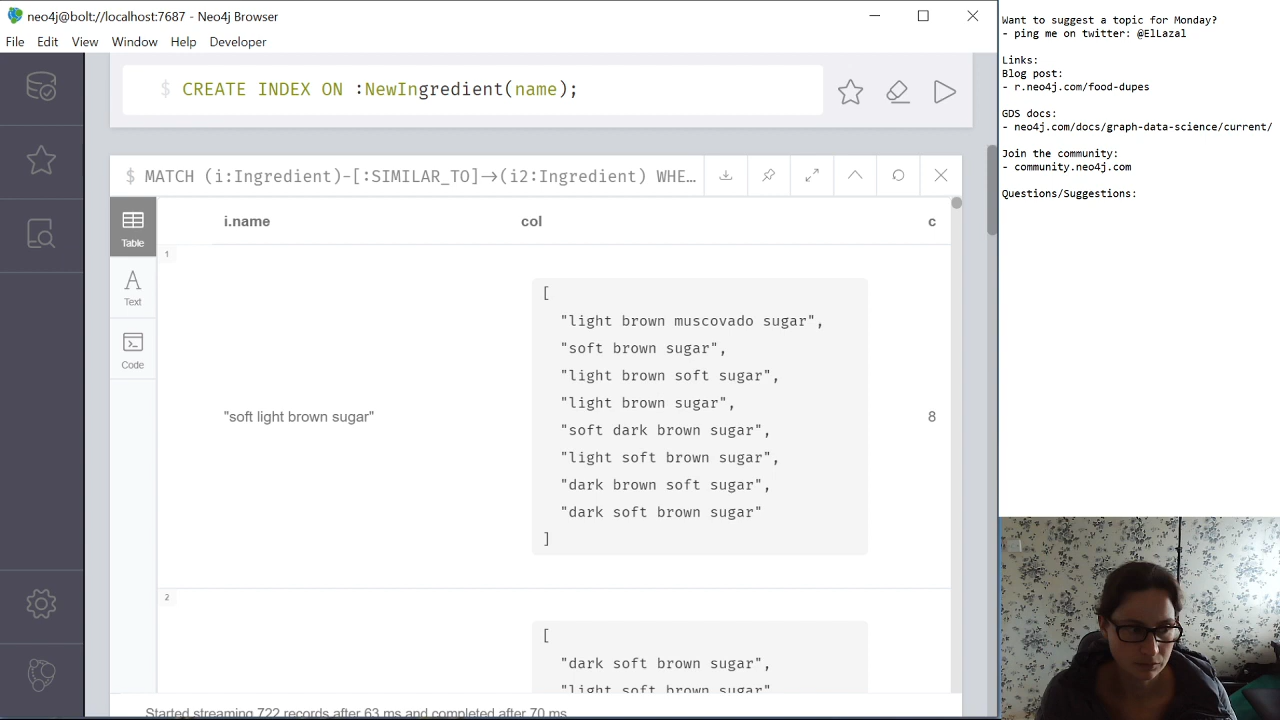 neo4j@bolt://localhost:7687 - Neo4j Browser
File Edit View Window Help Developer
$ CREATE INDEX ON :NewIngredient(name);
$ MATCH (i:Ingredient)-[:SIMILAR_TO]→(i2:Ingredient) WHE…
Table
Text
Code
i.name col c
1
"soft light brown sugar"
[
"light brown muscovado sugar",
"soft brown sugar",
"light brown soft sugar",
"light brown sugar",
"soft dark brown sugar",
"light soft brown sugar",
"dark brown soft sugar",
"dark soft brown sugar"
]
8
2
[
"dark soft brown sugar",
"light soft brown sugar"
Started streaming 722 records after 63 ms and completed after 70 ms.
Want to suggest a topic for Monday?
- ping me on twitter: @ElLazal
Links:
Blog post:
- r.neo4j.com/food-dupes
GDS docs:
- neo4j.com/docs/graph-data-science/current/
Join the community:
- community.neo4j.com
Questions/Suggestions: